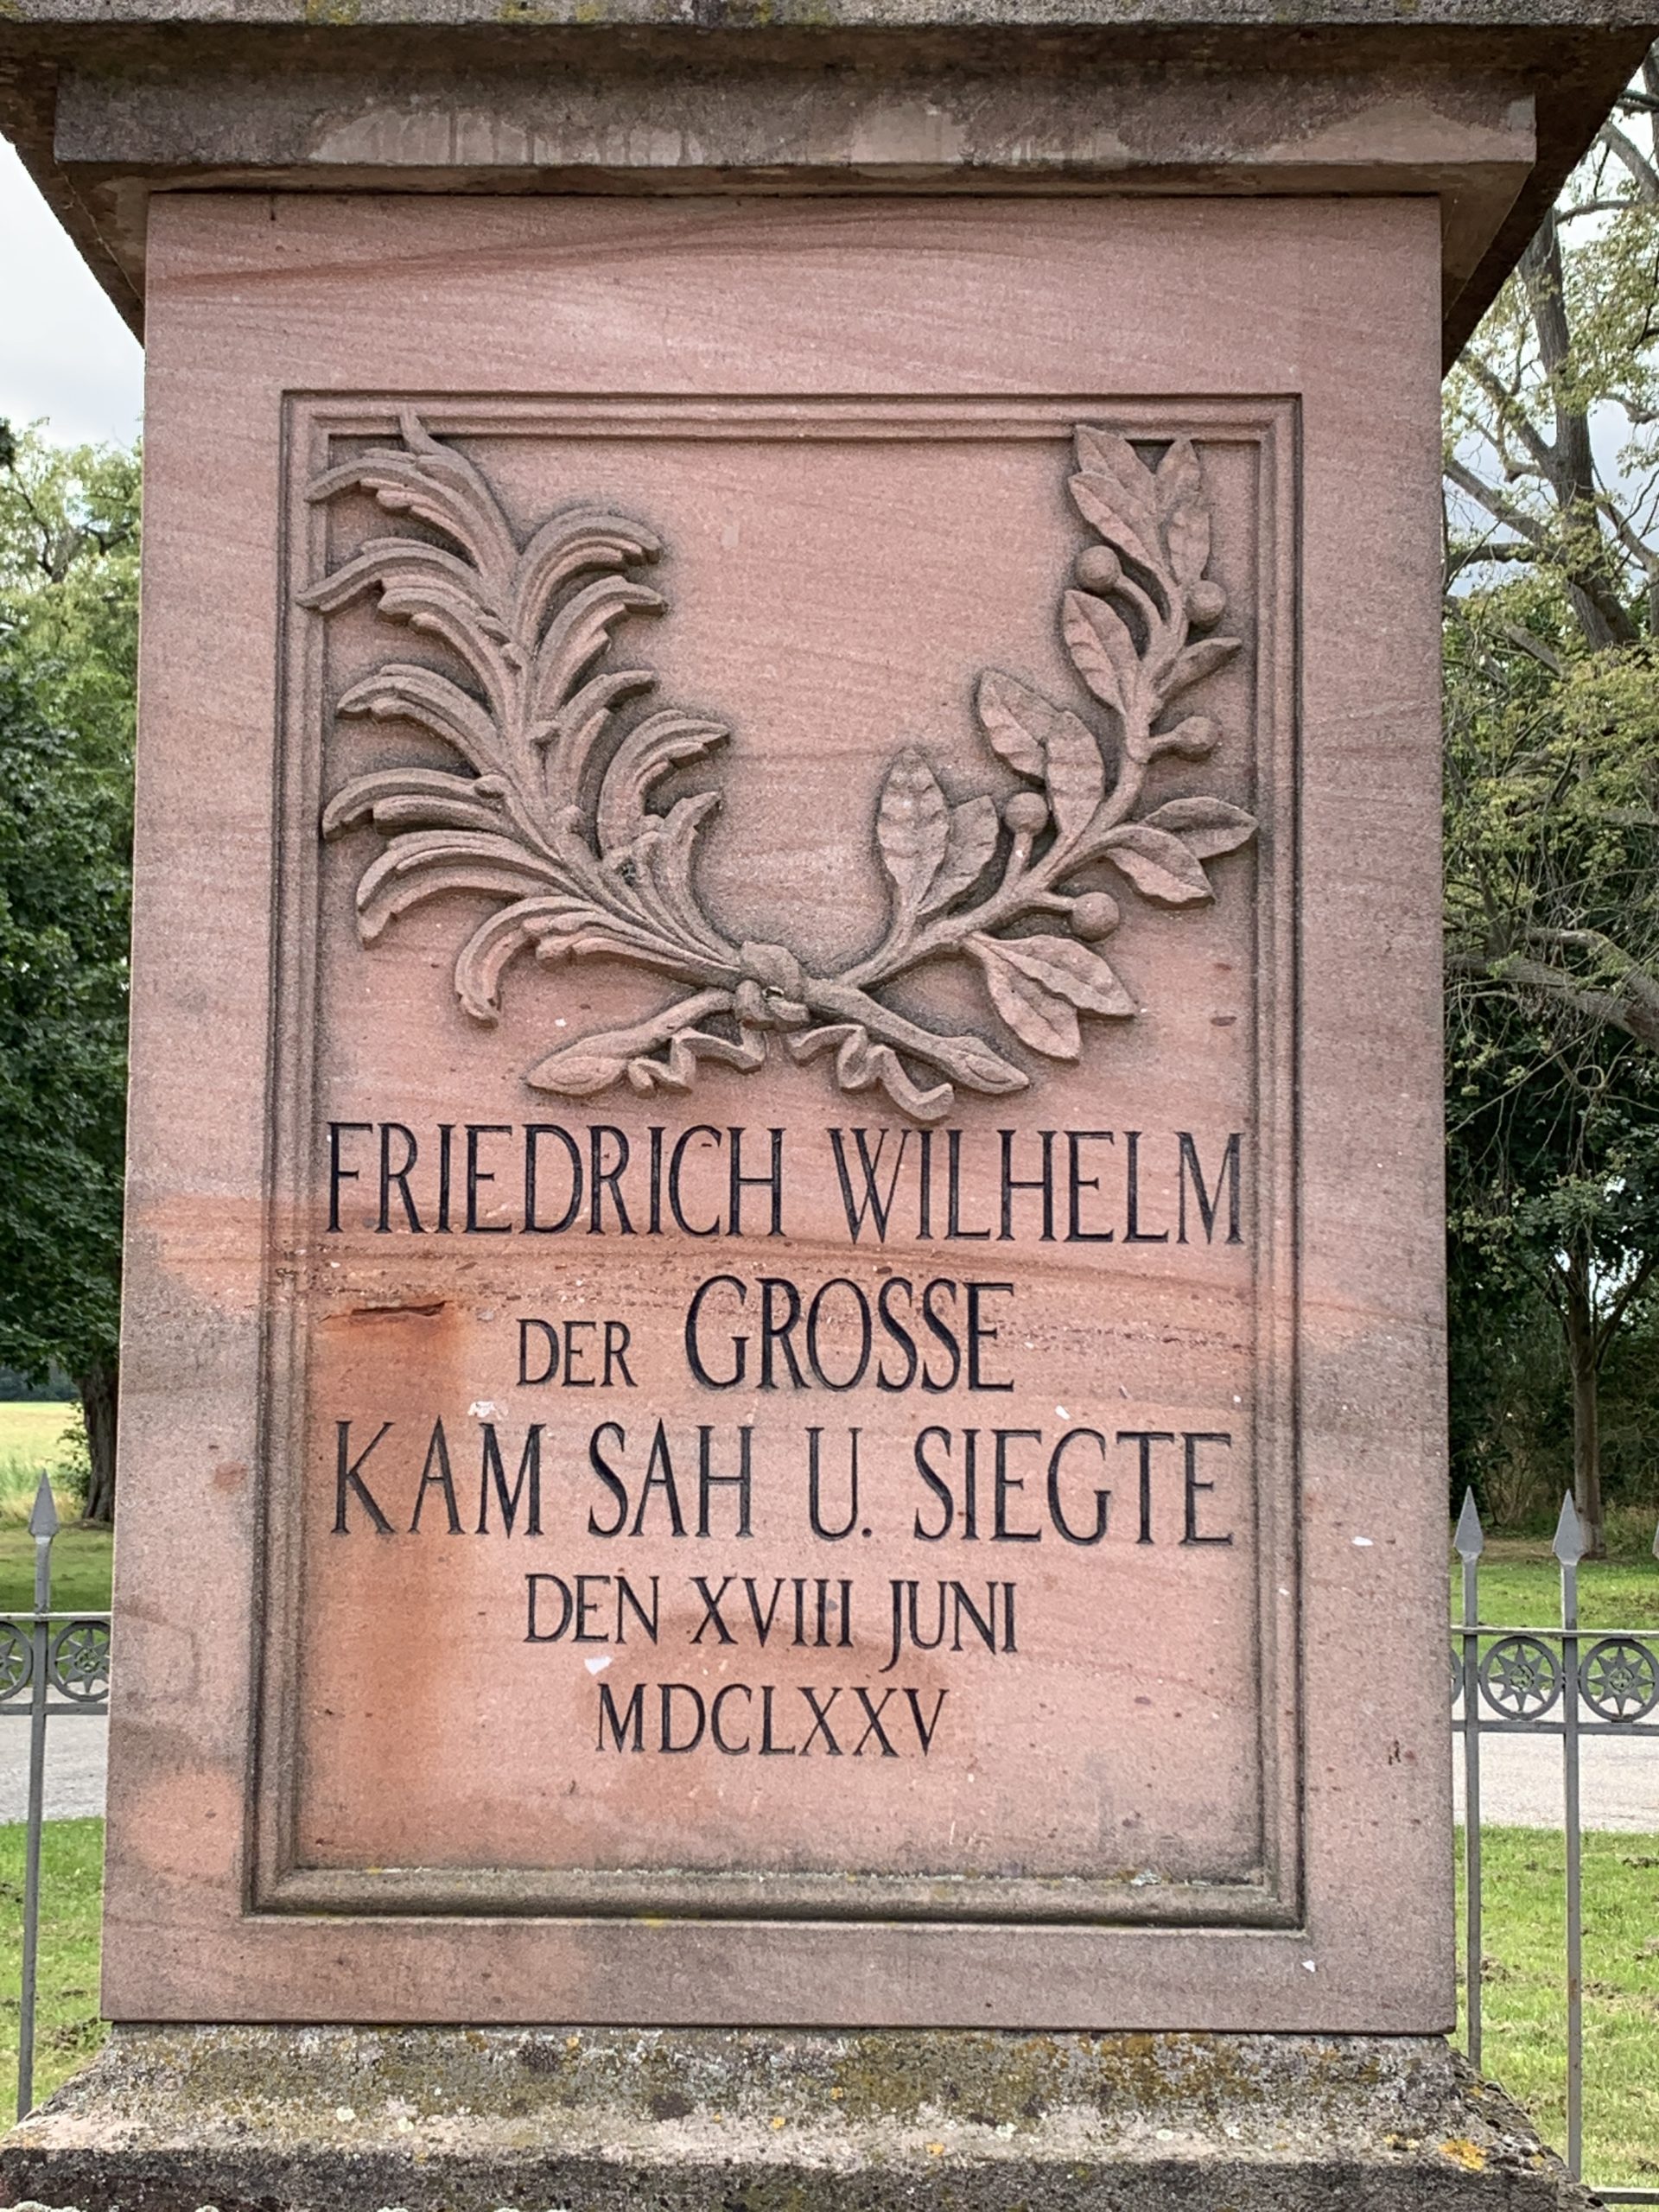 FRIEDRICH WILHELM
DER GROSSE
KAM SAH U. SIEGTE
DEN XVIII JUNI
MDCLXXV